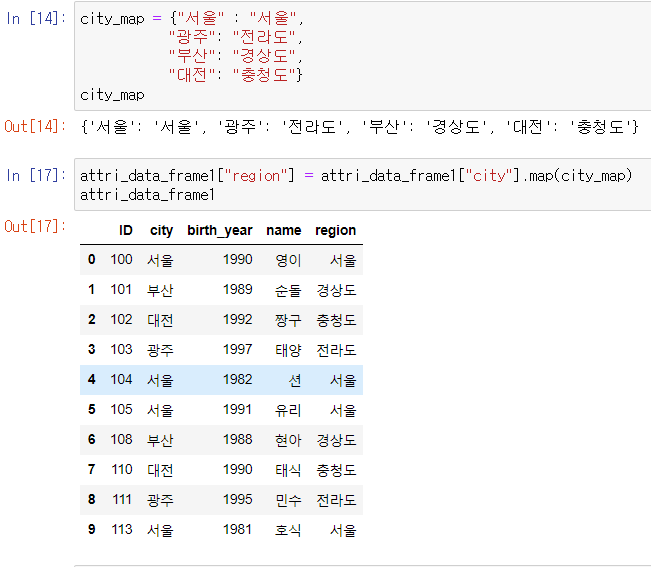 In [14]: city_map = {"서울" : "서울",
"광주": "전라도",
"부산": "경상도",
"대전": "충청도"}
city_map
Out[14]: {'서울': '서울', '광주': '전라도', '부산': '경상도', '대전': '충청도'}
In [17]: attri_data_frame1["region"] = attri_data_frame1["city"].map(city_map)
attri_data_frame1
Out[17]:
ID city birth_year name region
0 100 서울 1990 영이 서울
1 101 부산 1989 순돌 경상도
2 102 대전 1992 짱구 충청도
3 103 광주 1997 태양 전라도
4 104 서울 1982 션 서울
5 105 서울 1991 유리 서울
6 108 부산 1988 현아 경상도
7 110 대전 1990 태식 충청도
8 111 광주 1995 민수 전라도
9 113 서울 1981 호식 서울